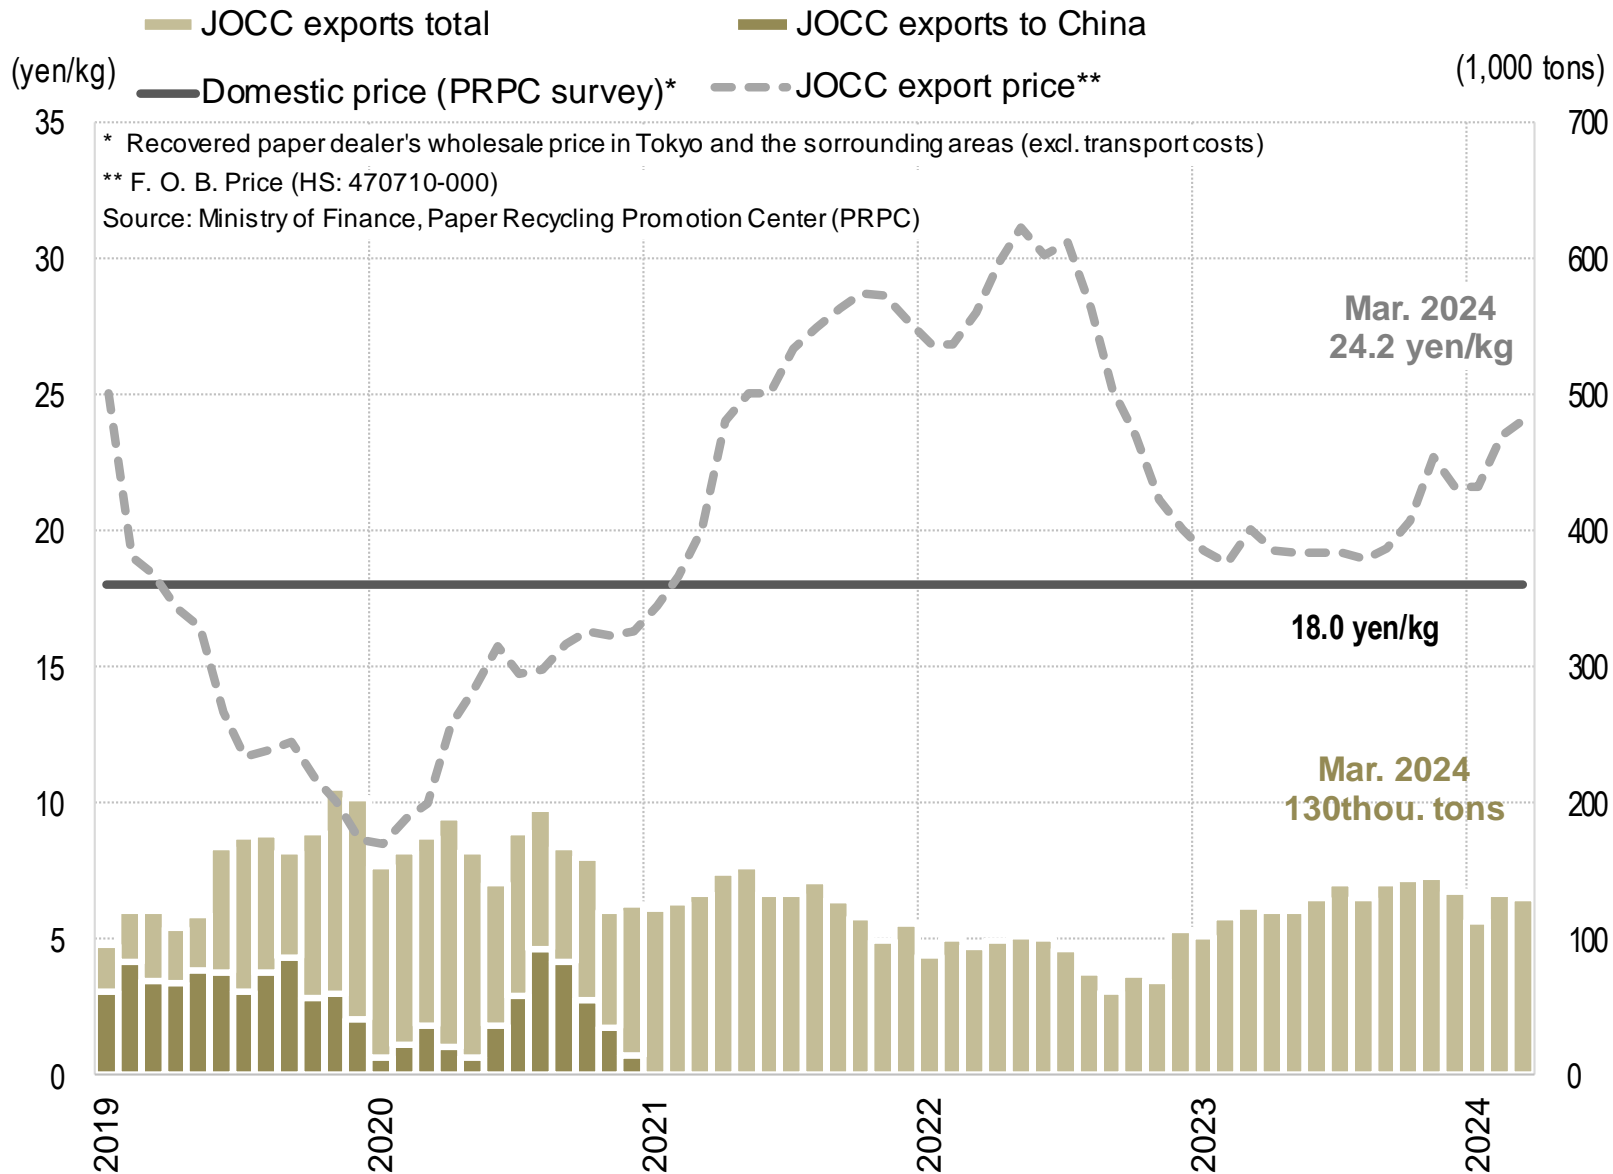 JOCC exports total
JOCC exports to China
(yen/kg)
(1,000 tons)
Domestic price (PRPC survey)*
JOCC export price**
* Recovered paper dealer's wholesale price in Tokyo and the sorrounding areas (excl. transport costs)
** F. O. B. Price (HS: 470710-000)
Source: Ministry of Finance, Paper Recycling Promotion Center (PRPC)
35
30
25
20
15
10
5
0
700
600
500
400
300
200
100
0
Mar. 2024
24.2 yen/kg
18.0 yen/kg
Mar. 2024
130thou. tons
2019
2020
2021
2022
2023
2024